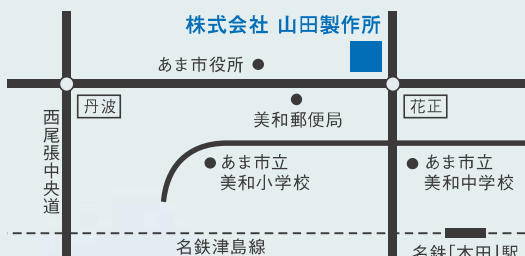 株式会社 山田製作所
あま市役所
丹波
花正
美和郵便局
西尾張中央道
あま市立
美和小学校
あま市立
美和中学校
名鉄津島線
名鉄「木田」駅